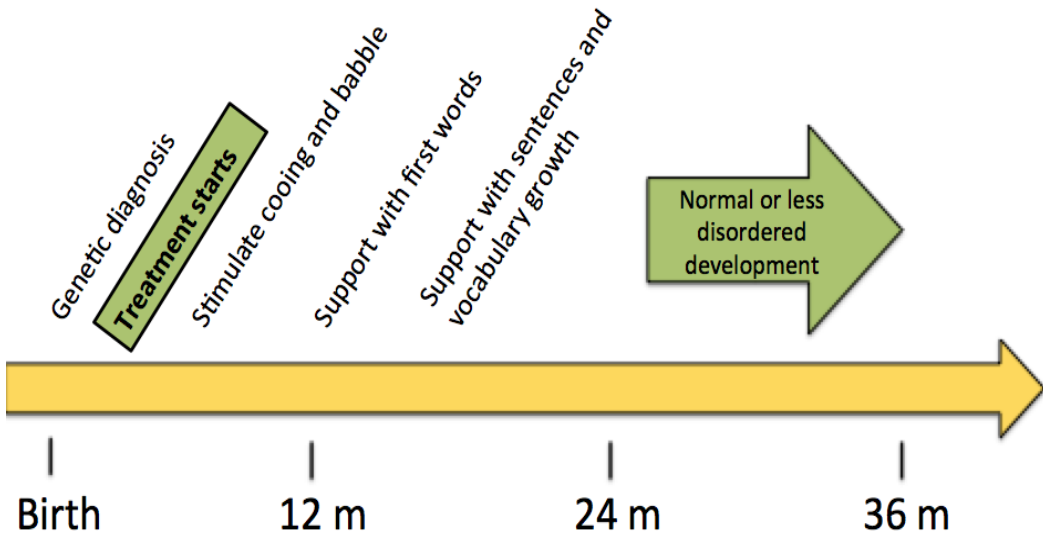 Genetic diagnosis
Treatment starts
Stimulate cooing and babble
Support with first words
Support with sentences and
vocabulary growth
Normal or less
disordered
development
Birth
12 m
24 m
36 m